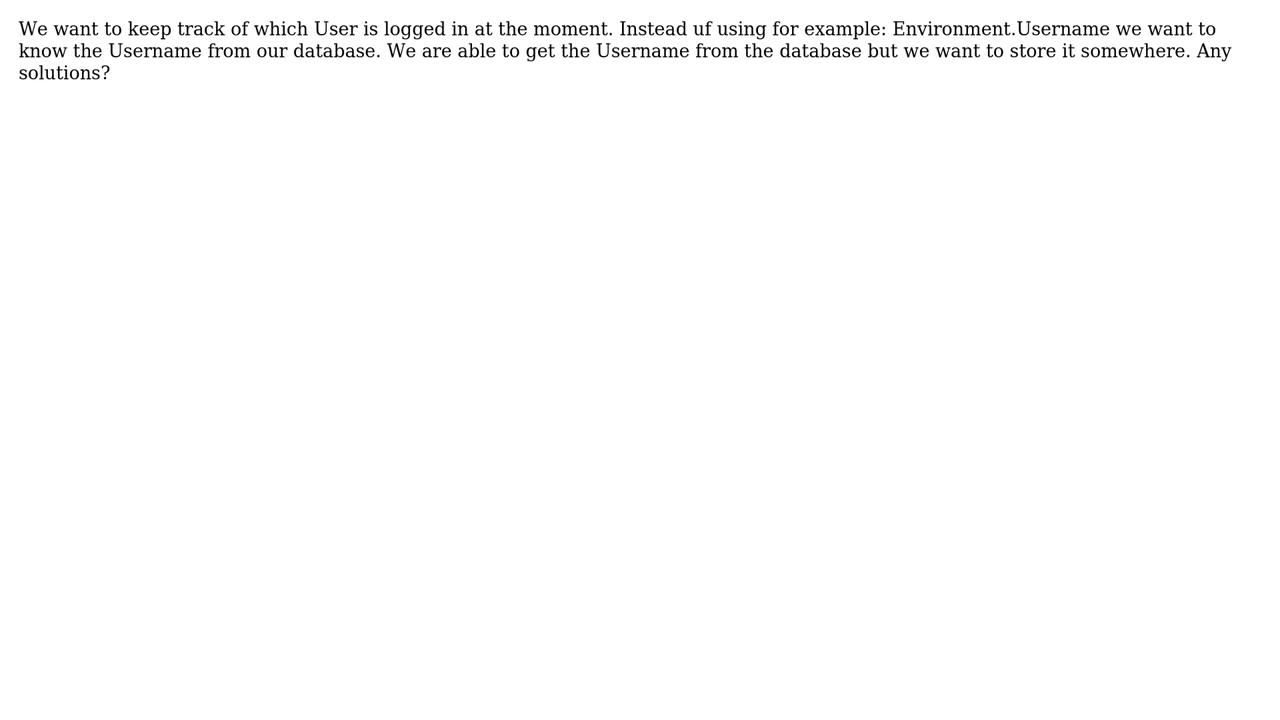 We want to keep track of which User is logged in at the moment. Instead uf using for example: Environment.Username we want to
know the Username from our database. We are able to get the Username from the database but we want to store it somewhere. Any
solutions?